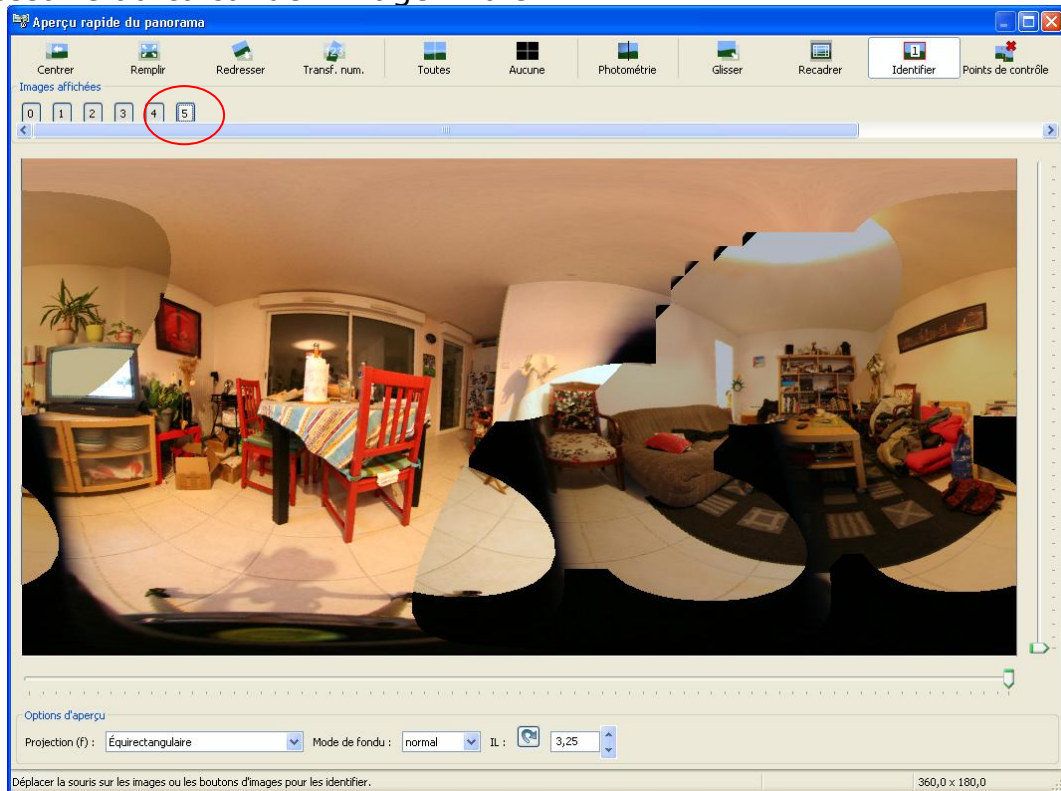 Aperçu rapide du panorama
Centrer Remplir Redresser Transf. num. Toutes Aucune Photométrie Glisser Recadrer Identifier Points de contrôle
Images affichées
0 1 2 3 4 5
Options d'aperçu
Projection (f) : Équirectangulaire Mode de fondu : normal IL : 3,25
Déplacer la souris sur les images ou les boutons d'images pour les identifier. 360,0 x 180,0